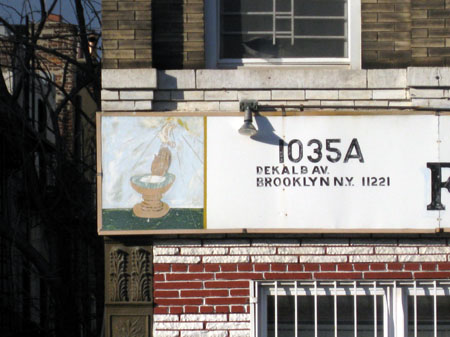 1035A
DEKALB AV.
BROOKLYN N.Y. 11221